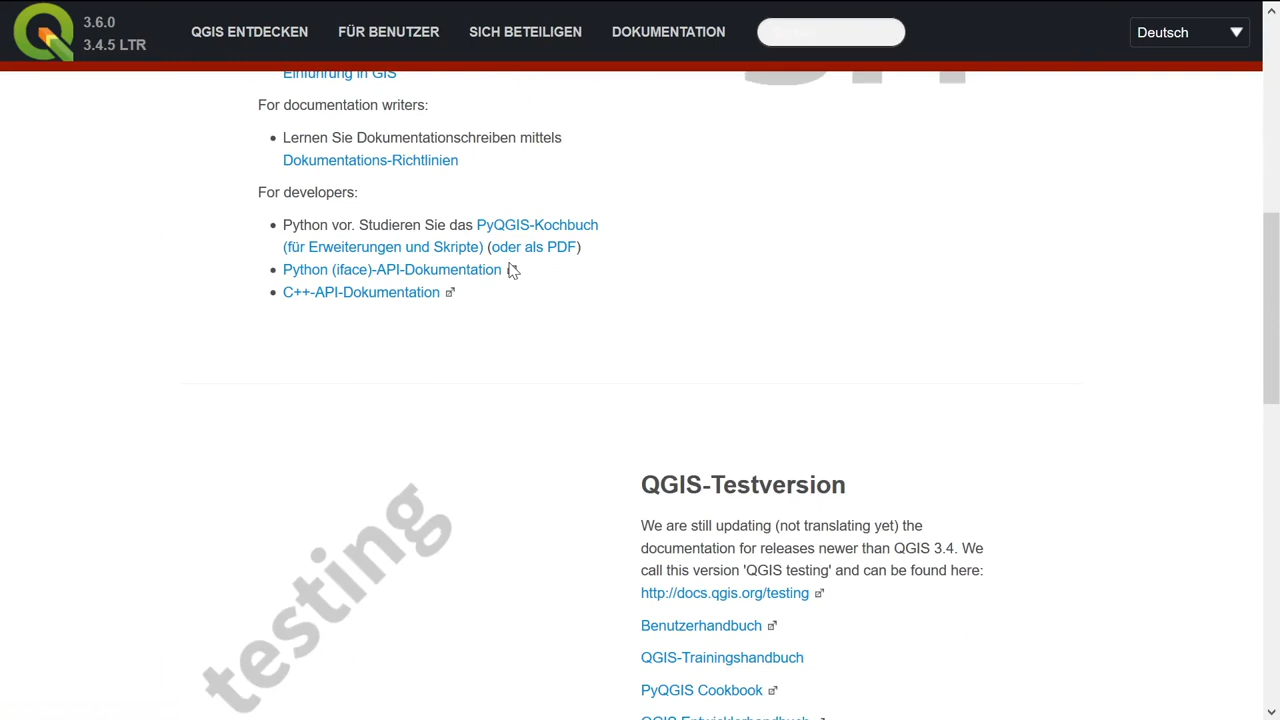 3.6.0
3.4.5 LTR
QGIS ENTDECKEN
FÜR BENUTZER
SICH BETEILIGEN
DOKUMENTATION
Deutsch
Einführung in GIS
For documentation writers:
Lernen Sie Dokumentationschreiben mittels
Dokumentations-Richtlinien
For developers:
Python vor. Studieren Sie das PyQGIS-Kochbuch
(für Erweiterungen und Skripte) (oder als PDF)
Python (iface)-API-Dokumentation
C++-API-Dokumentation
testing
QGIS-Testversion
We are still updating (not translating yet) the
documentation for releases newer than QGIS 3.4. We
call this version 'QGIS testing' and can be found here:
http://docs.qgis.org/testing
Benutzerhandbuch
QGIS-Trainingshandbuch
PyQGIS Cookbook
QGIS Entwicklerhandbuch